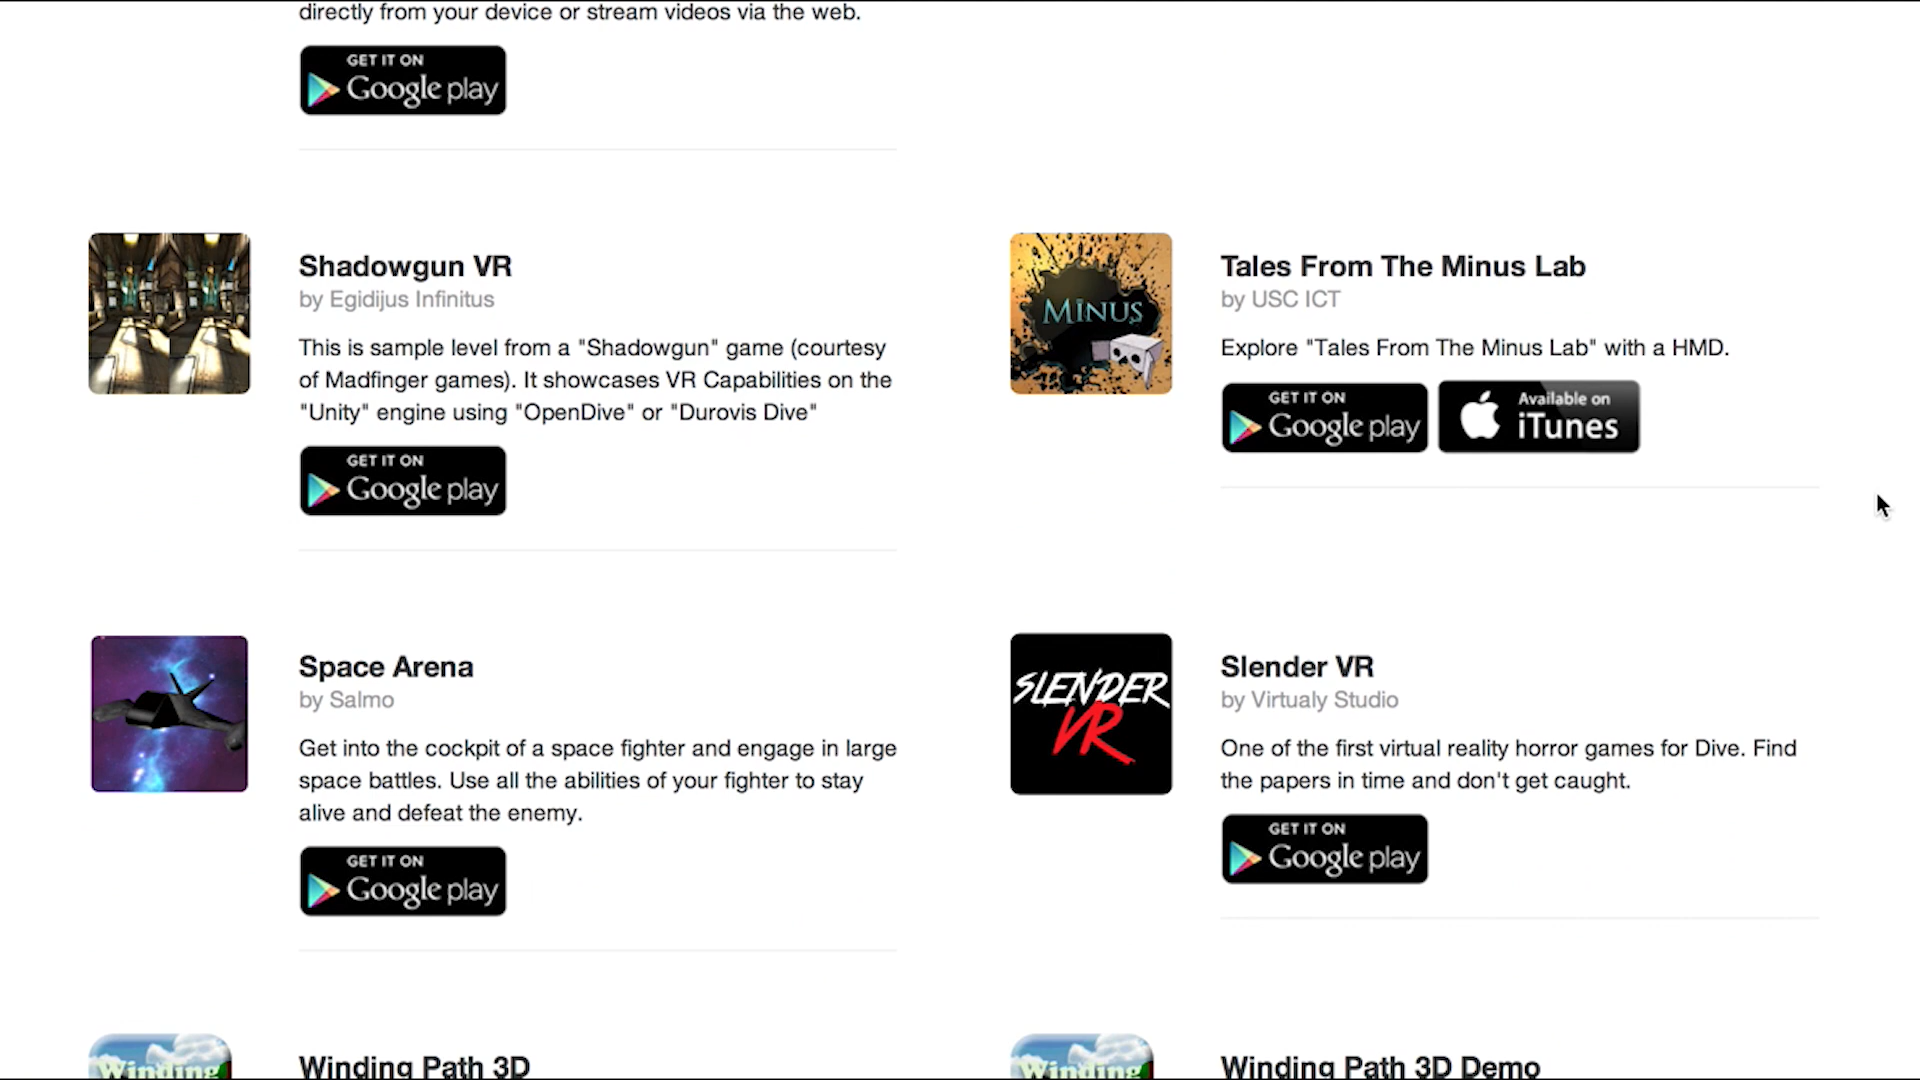 directly from your device or stream videos via the web.
GET IT ON
Google play
Shadowgun VR
by Egidijus Infinitus
This is sample level from a "Shadowgun" game (courtesy
of Madfinger games). It showcases VR Capabilities on the
"Unity" engine using "OpenDive" or "Durovis Dive"
GET IT ON
Google play
MINUS
Tales From The Minus Lab
by USC ICT
Explore "Tales From The Minus Lab" with a HMD.
GET IT ON
Google play
Available on
iTunes
Space Arena
by Salmo
Get into the cockpit of a space fighter and engage in large
space battles. Use all the abilities of your fighter to stay
alive and defeat the enemy.
GET IT ON
Google play
SLENDER
VR
Slender VR
by Virtualy Studio
One of the first virtual reality horror games for Dive. Find
the papers in time and don't get caught.
GET IT ON
Google play
Winding
Winding Path 3D
Winding
Winding Path 3D Demo